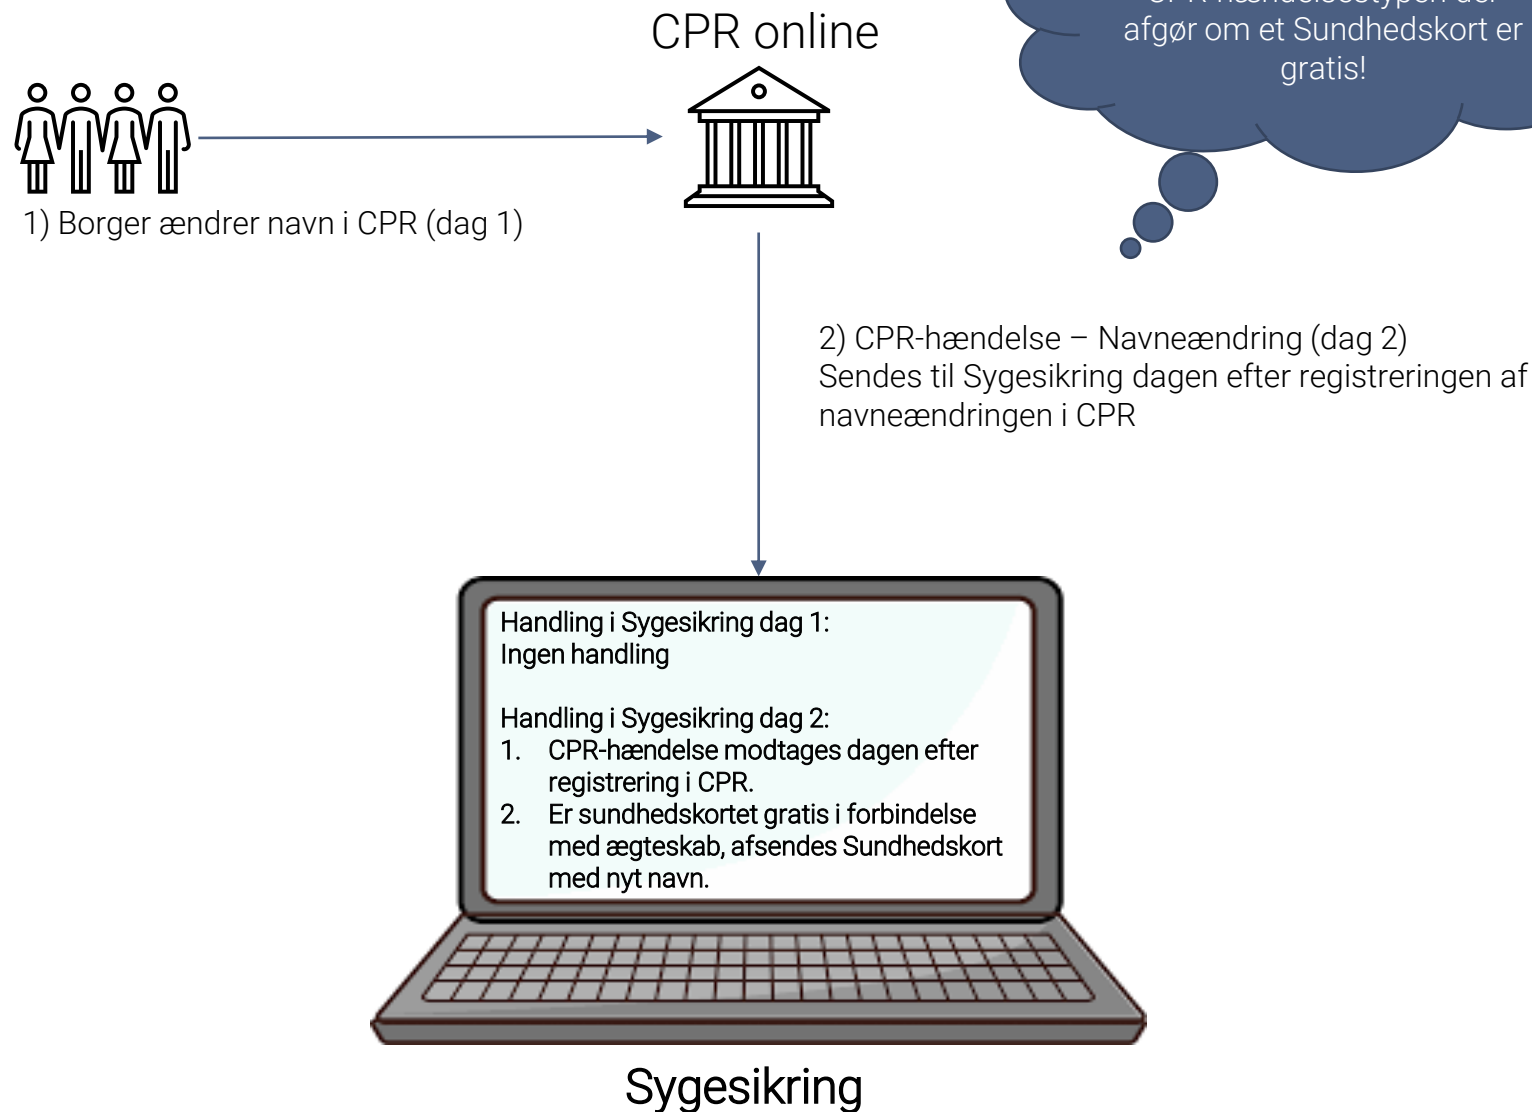 CPR online
afgør om et Sundhedskort er
gratis!
1) Borger ændrer navn i CPR (dag 1)
2) CPR-hændelse – Navneændring (dag 2)
Sendes til Sygesikring dagen efter registreringen af
navneændringen i CPR
Handling i Sygesikring dag 1:
Ingen handling
Handling i Sygesikring dag 2:
1. CPR-hændelse modtages dagen efter
registrering i CPR.
2. Er sundhedskortet gratis i forbindelse
med ægteskab, afsendes Sundhedskort
med nyt navn.
Sygesikring